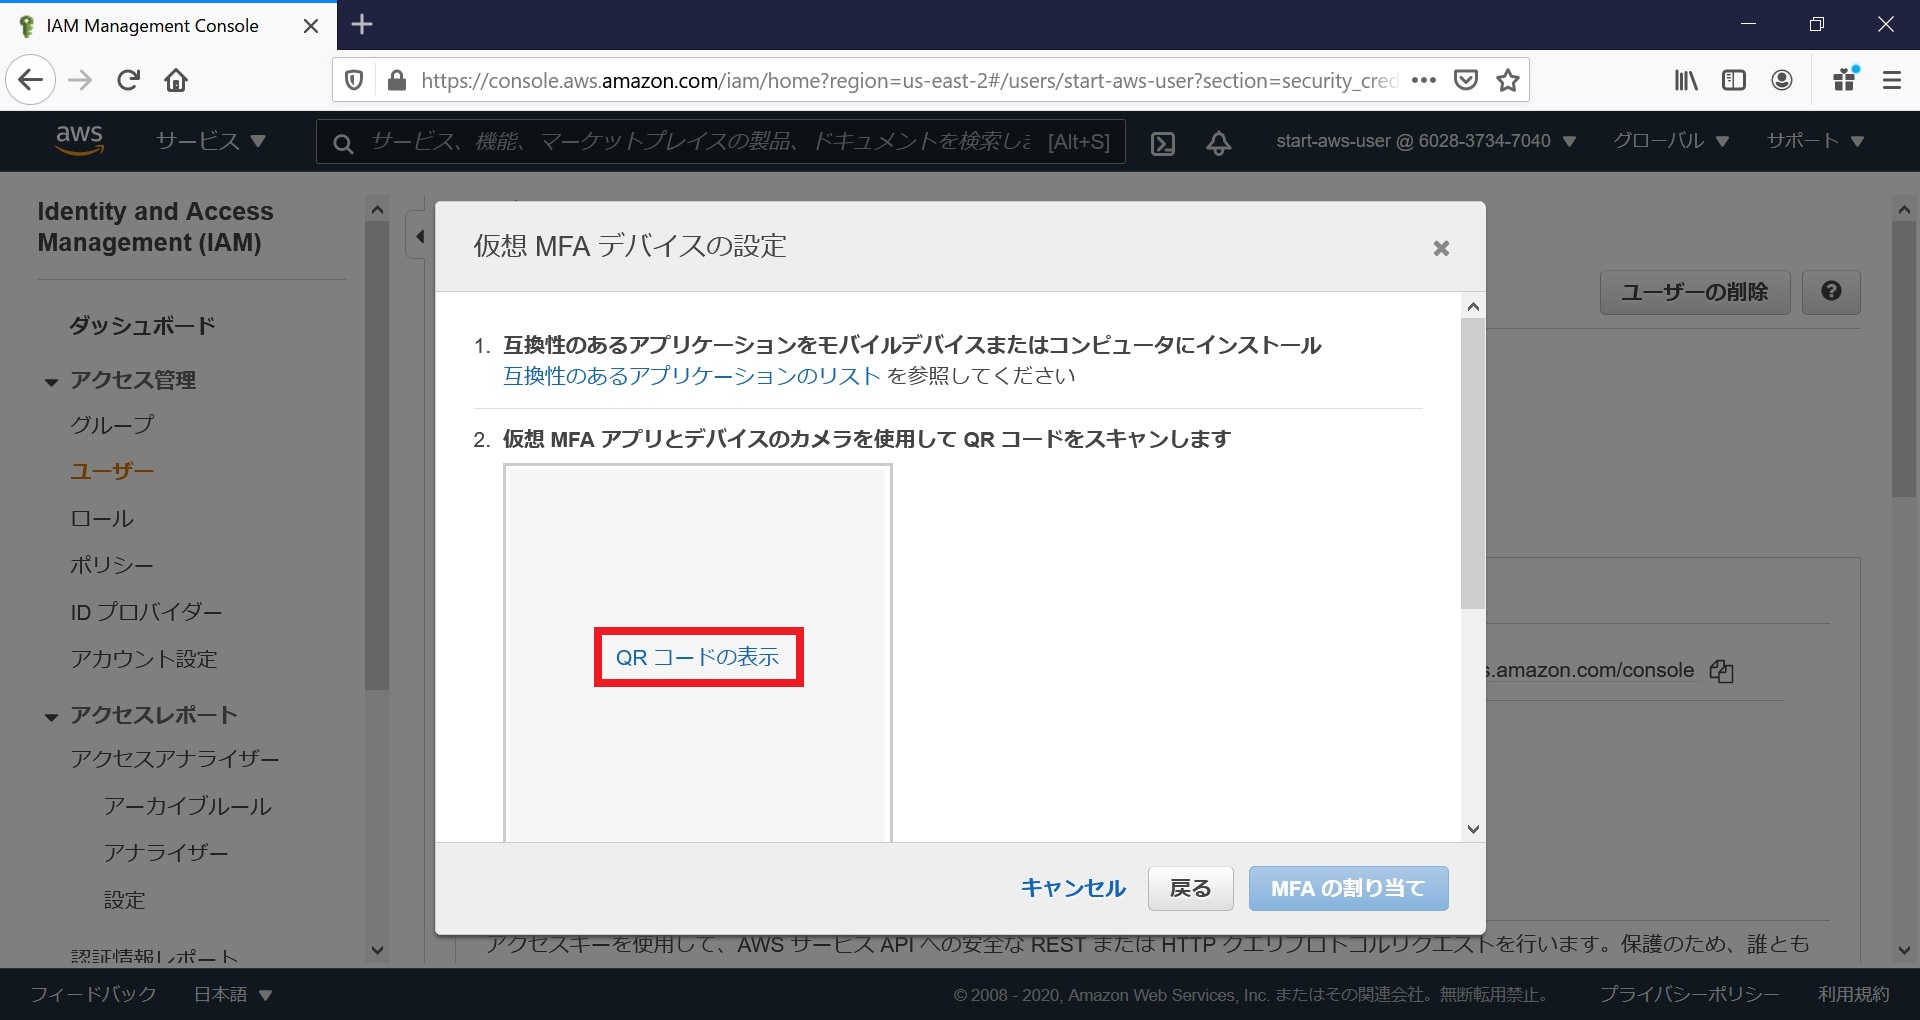 IAM Management Console
https://console.aws.amazon.com/iam/home?region=us-east-2#/users/start-aws-user?section=security_cred
aws
サービス
サービス、機能、マーケットプレイスの製品、ドキュメントを検索しま [Alt+S]
start-aws-user @ 6028-3734-7040
グローバル
サポート
Identity and Access
Management (IAM)
ダッシュボード
アクセス管理
グループ
ユーザー
ロール
ポリシー
ID プロバイダー
アカウント設定
アクセスレポート
アクセスアナライザー
アーカイブルール
アナライザー
設定
認証情報レポート
ユーザーの削除
?
仮想 MFA デバイスの設定
1. 互換性のあるアプリケーションをモバイルデバイスまたはコンピュータにインストール
互換性のあるアプリケーションのリスト を参照してください
2. 仮想 MFA アプリとデバイスのカメラを使用して QR コードをスキャンします
QR コードの表示
キャンセル
戻る
MFA の割り当て
s.amazon.com/console
アクセスキーを使用して、AWS サービス API への安全な REST または HTTP クエリプロトコルリクエストを行います。保護のため、誰とも
フィードバック
日本語
© 2008 - 2020, Amazon Web Services, Inc. またはその関連会社。無断転用禁止。
プライバシーポリシー
利用規約